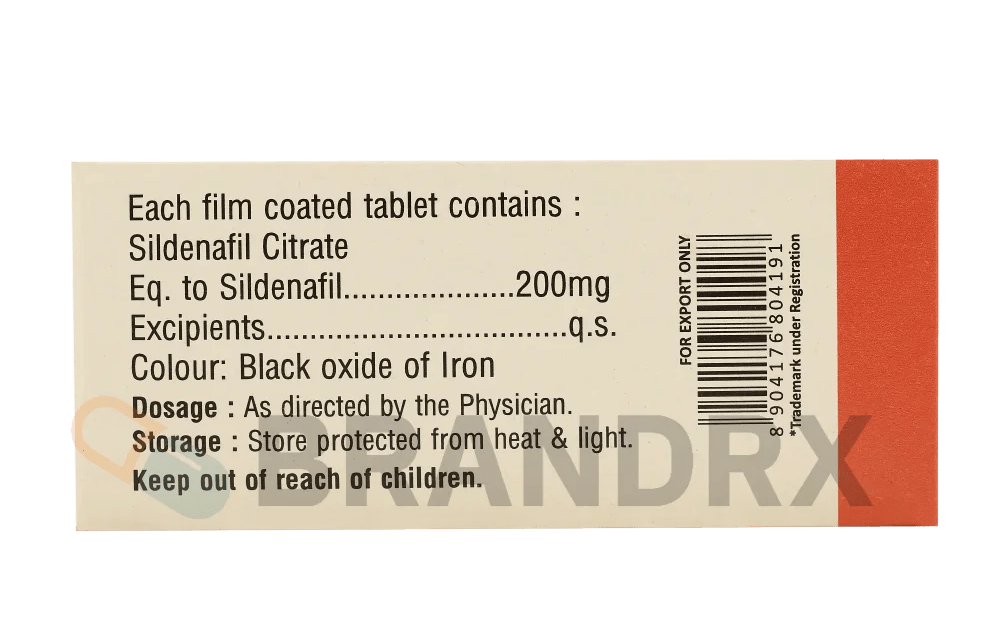 Each film coated tablet contains :
Sildenafil Citrate
Eq. to Sildenafil....................200mg
Excipients...................................q.s.
Colour: Black oxide of Iron
Dosage : As directed by the Physician.
Storage : Store protected from heat & light.
Keep out of reach of children.
FOR EXPORT ONLY
8 904176 804191
*Trademark under Registration
BRANDRX